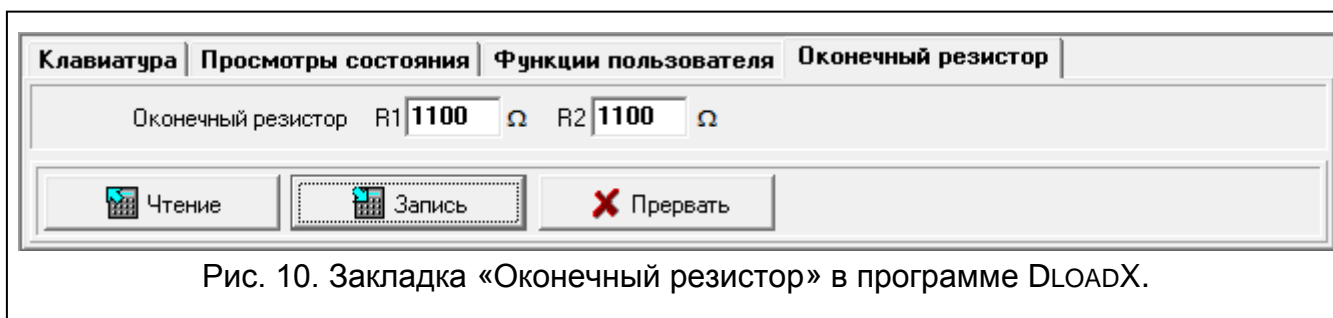 Клавиатура Просмотры состояния Функции пользователя Оконечный резистор
Оконечный резистор R1 1100 Ω R2 1100 Ω
Чтение Запись Прервать
Рис. 10. Закладка «Оконечный резистор» в программе DLOADX.